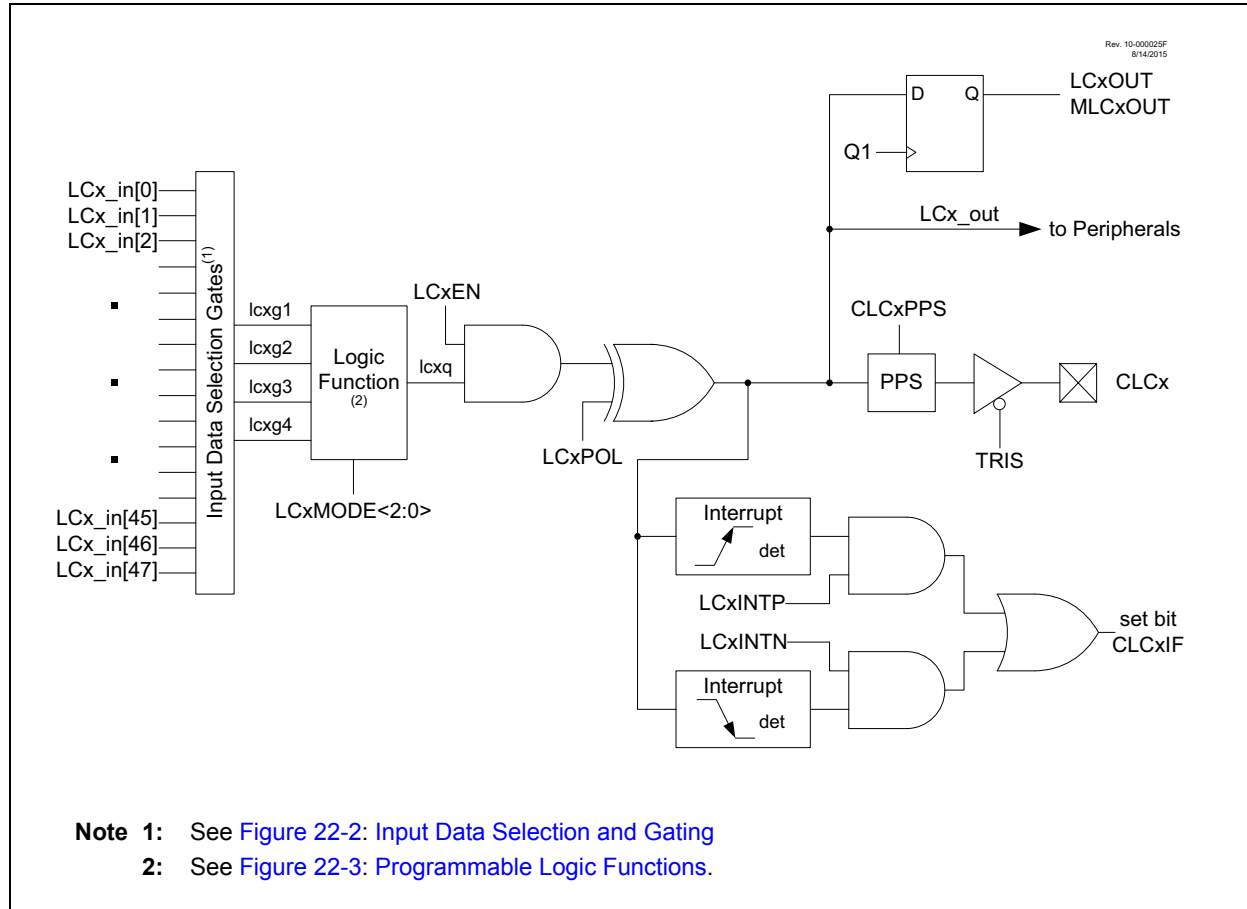 Rev. 10-000025F
8/14/2015
LCxOUT
MLCxOUT
D
Q
Q1
LCx_out
to Peripherals
LCx_in[0]
LCx_in[1]
LCx_in[2]
LCx_in[45]
LCx_in[46]
LCx_in[47]
Input Data Selection Gates(1)
lcxg1
lcxg2
lcxg3
lcxg4
Logic
Function
(2)
LCxMODE<2:0>
LCxEN
lcxq
LCxPOL
CLCxPPS
PPS
TRIS
CLCx
Interrupt
det
LCxINTP
LCxINTN
Interrupt
det
set bit
CLCxIF
Note 1: See Figure 22-2: Input Data Selection and Gating
2: See Figure 22-3: Programmable Logic Functions.